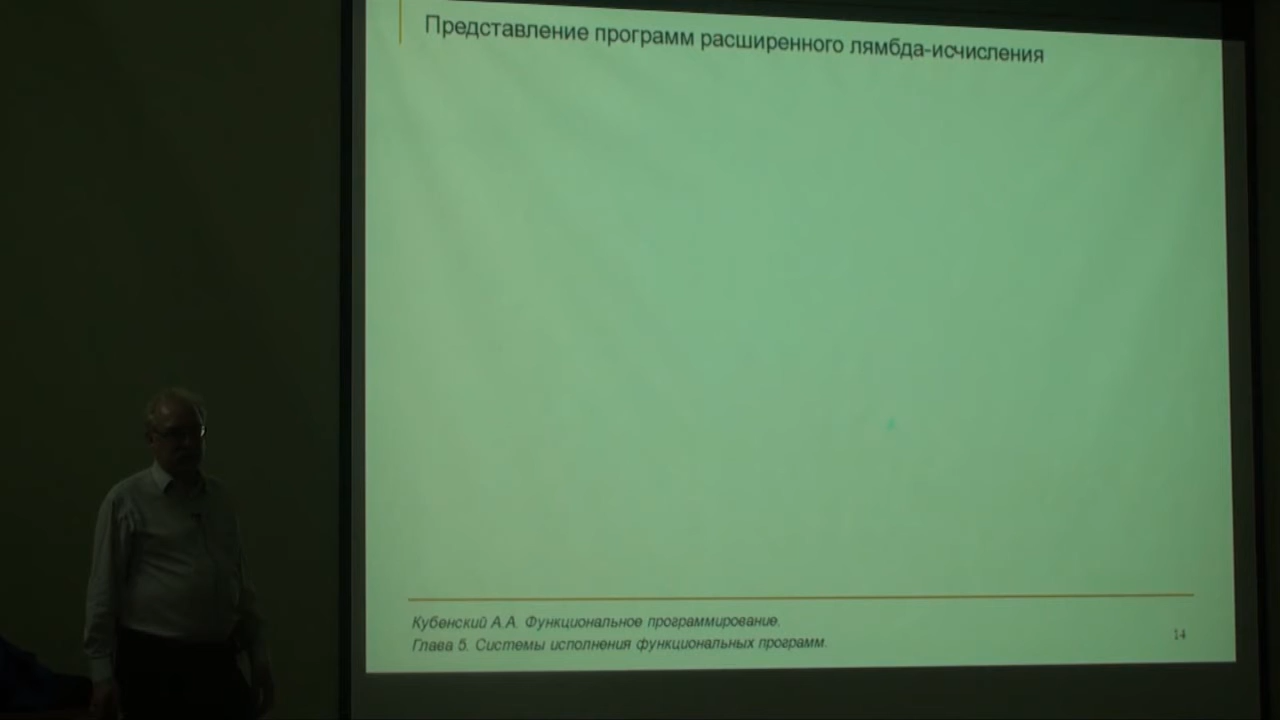 Представление программ расширенного лямбда-исчисления
Кубенский А.А. Функциональное программирование.
Глава 5. Системы исполнения функциональных программ.
14